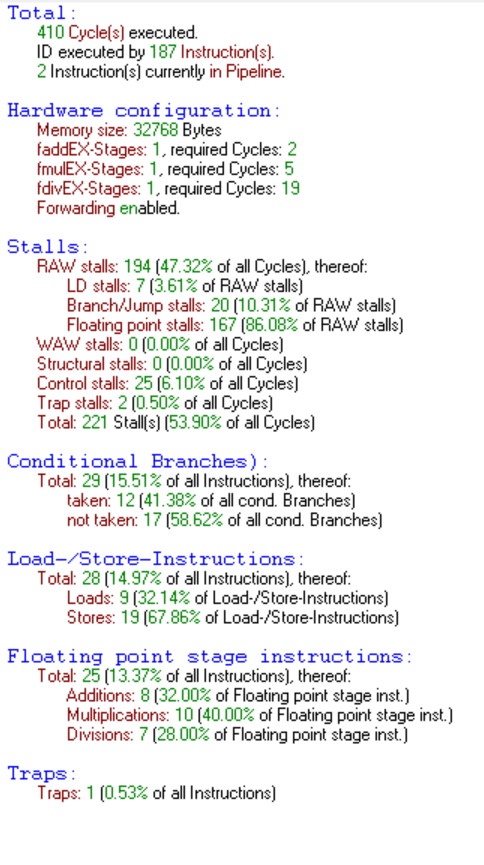 Total:
410 Cycle(s) executed.
ID executed by 187 Instruction(s).
2 Instruction(s) currently in Pipeline.
Hardware configuration:
Memory size: 32768 Bytes
faddEX-Stages: 1, required Cycles: 2
fmulEX-Stages: 1, required Cycles: 5
fdivEX-Stages: 1, required Cycles: 19
Forwarding enabled.
Stalls:
RAW stalls: 194 (47.32% of all Cycles), thereof:
LD stalls: 7 (3.61% of RAW stalls)
Branch/Jump stalls: 20 (10.31% of RAW stalls)
Floating point stalls: 167 (86.08% of RAW stalls)
WAW stalls: 0 (0.00% of all Cycles)
Structural stalls: 0 (0.00% of all Cycles)
Control stalls: 25 (6.10% of all Cycles)
Trap stalls: 2 (0.50% of all Cycles)
Total: 221 Stall(s) (53.90% of all Cycles)
Conditional Branches):
Total: 29 (15.51% of all Instructions), thereof:
taken: 12 (41.38% of all cond. Branches)
not taken: 17 (58.62% of all cond. Branches)
Load-/Store-Instructions:
Total: 28 (14.97% of all Instructions), thereof:
Loads: 9 (32.14% of Load-/Store-Instructions)
Stores: 19 (67.86% of Load-/Store-Instructions)
Floating point stage instructions:
Total: 25 (13.37% of all Instructions), thereof:
Additions: 8 (32.00% of Floating point stage inst.)
Multiplications: 10 (40.00% of Floating point stage inst.)
Divisions: 7 (28.00% of Floating point stage inst.)
Traps:
Traps: 1 (0.53% of all Instructions)